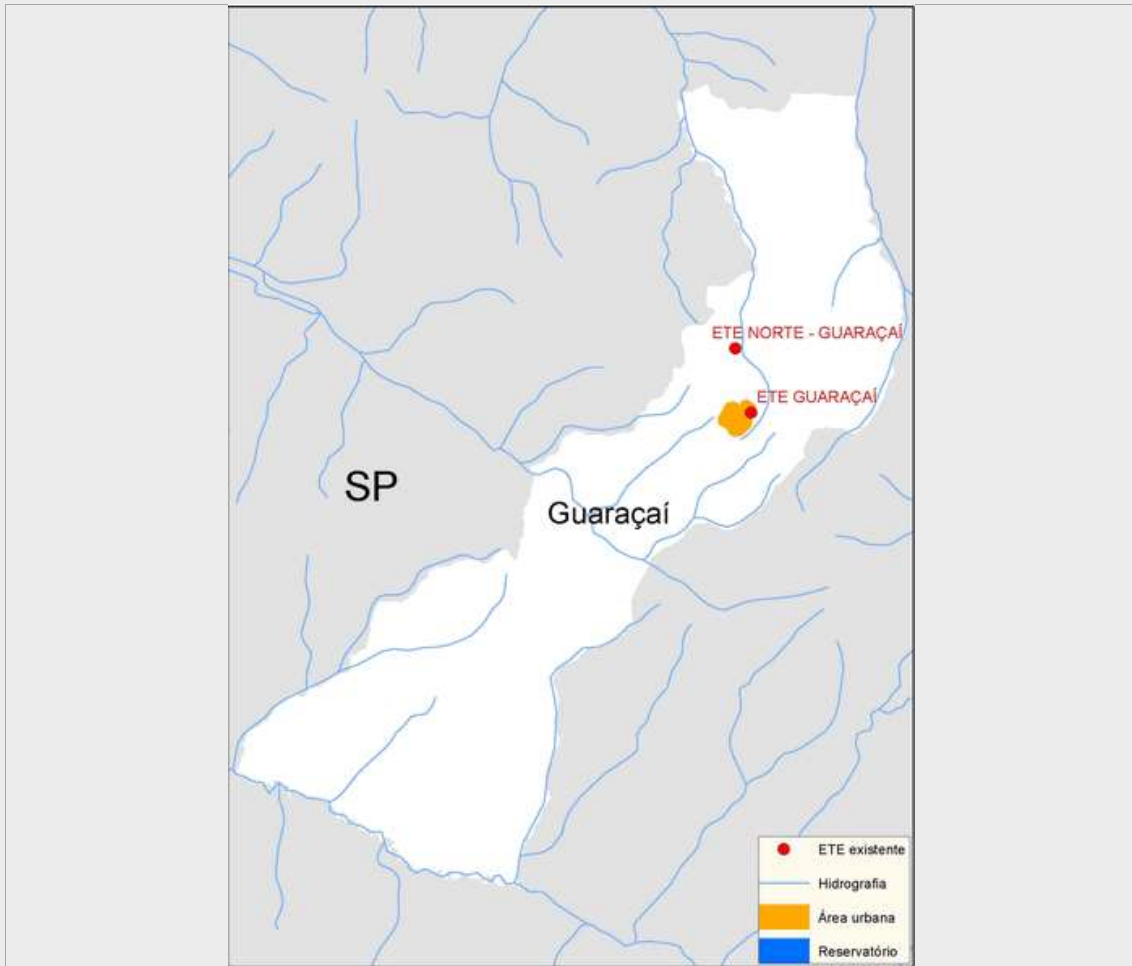 ETE NORTE - GUARAÇAÍ
ETE GUARAÇAÍ
SP
Guaraçaí
ETE existente
Hidrografia
Área urbana
Reservatório